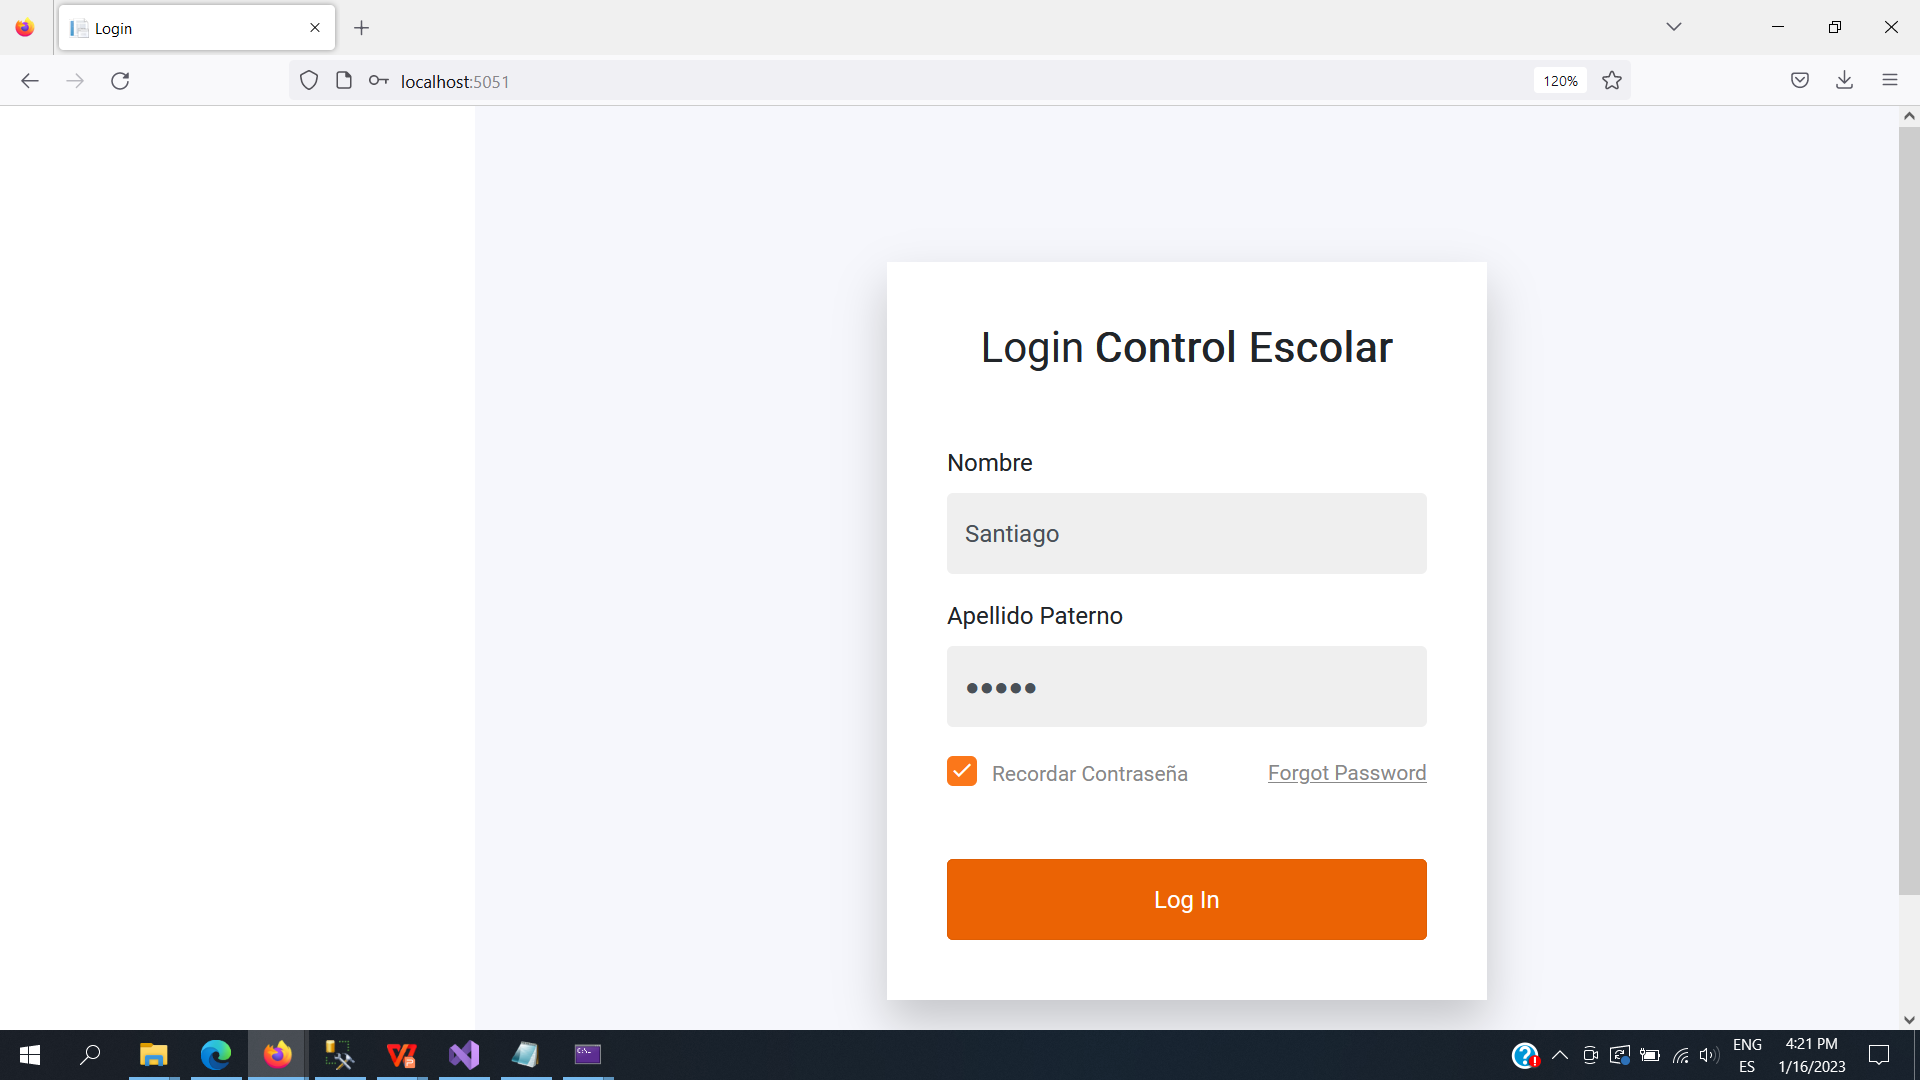 Login
localhost:5051
120%
Login Control Escolar
Nombre
Santiago
Apellido Paterno
•••••
Recordar Contraseña
Forgot Password
Log In
ENG
ES
4:21 PM
1/16/2023